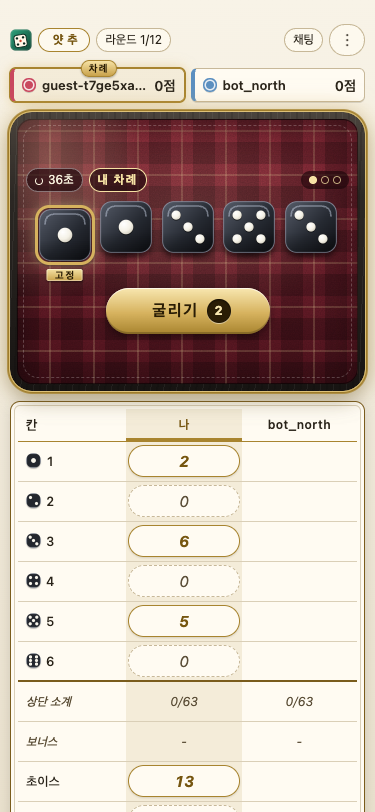 얏 추 라운드 1/12 채팅
차례
guest-t7ge5xa... 0점 bot_north 0점
36초 내 차례
고정
굴리기 2
칸 나 bot_north
1 2
2 0
3 6
4 0
5 5
6 0
상단 소계 0/63 0/63
보너스 - -
초이스 13